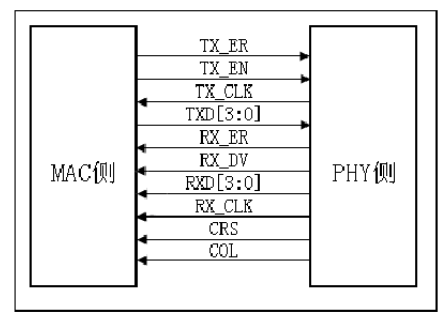 TX_ER
TX_EN
TX_CLK
TXD[3:0]
RX_ER
MAC侧
RX_DV
PHY侧
RXD[3:0]
RX_CLK
CRS
COL